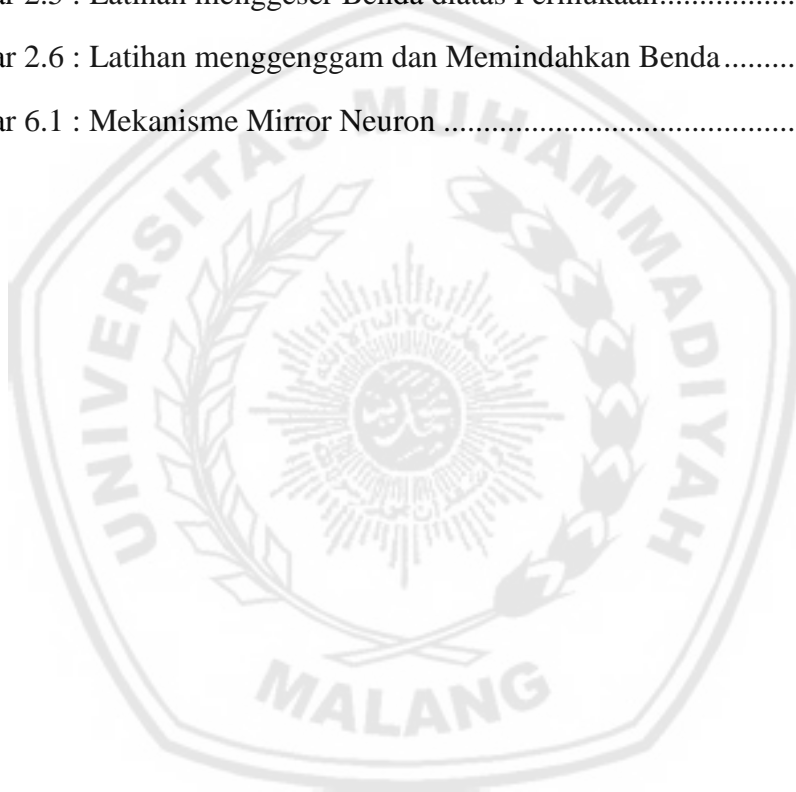 ar 2.5 : Latihan menggeser Benda diatas Permukaan..................
ar 2.6 : Latihan menggenggam dan Memindahkan Benda.........
ar 6.1 : Mekanisme Mirror Neuron ............................................
UNIVERSITAS MUHAMMADIYAH
MALANG